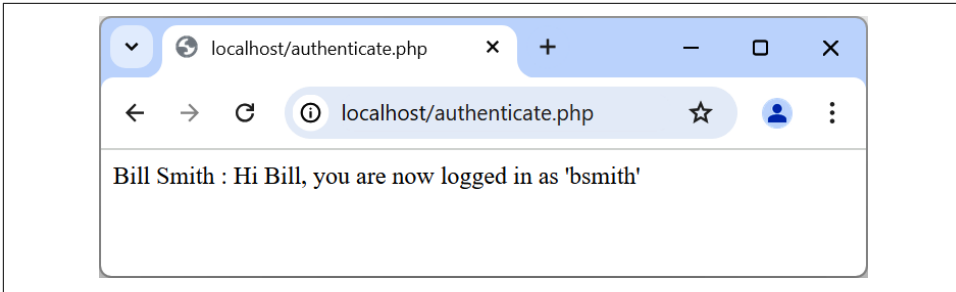 localhost/authenticate.php
localhost/authenticate.php
Bill Smith : Hi Bill, you are now logged in as 'bsmith'